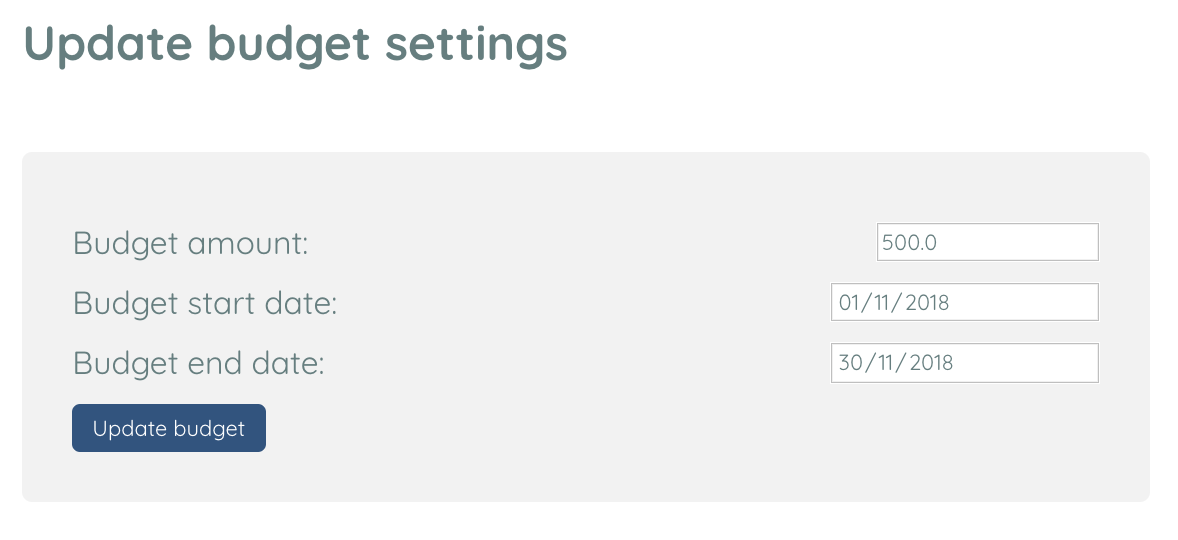 Update budget settings
Budget amount: 500.0
Budget start date: 01/11/2018
Budget end date: 30/11/2018
Update budget